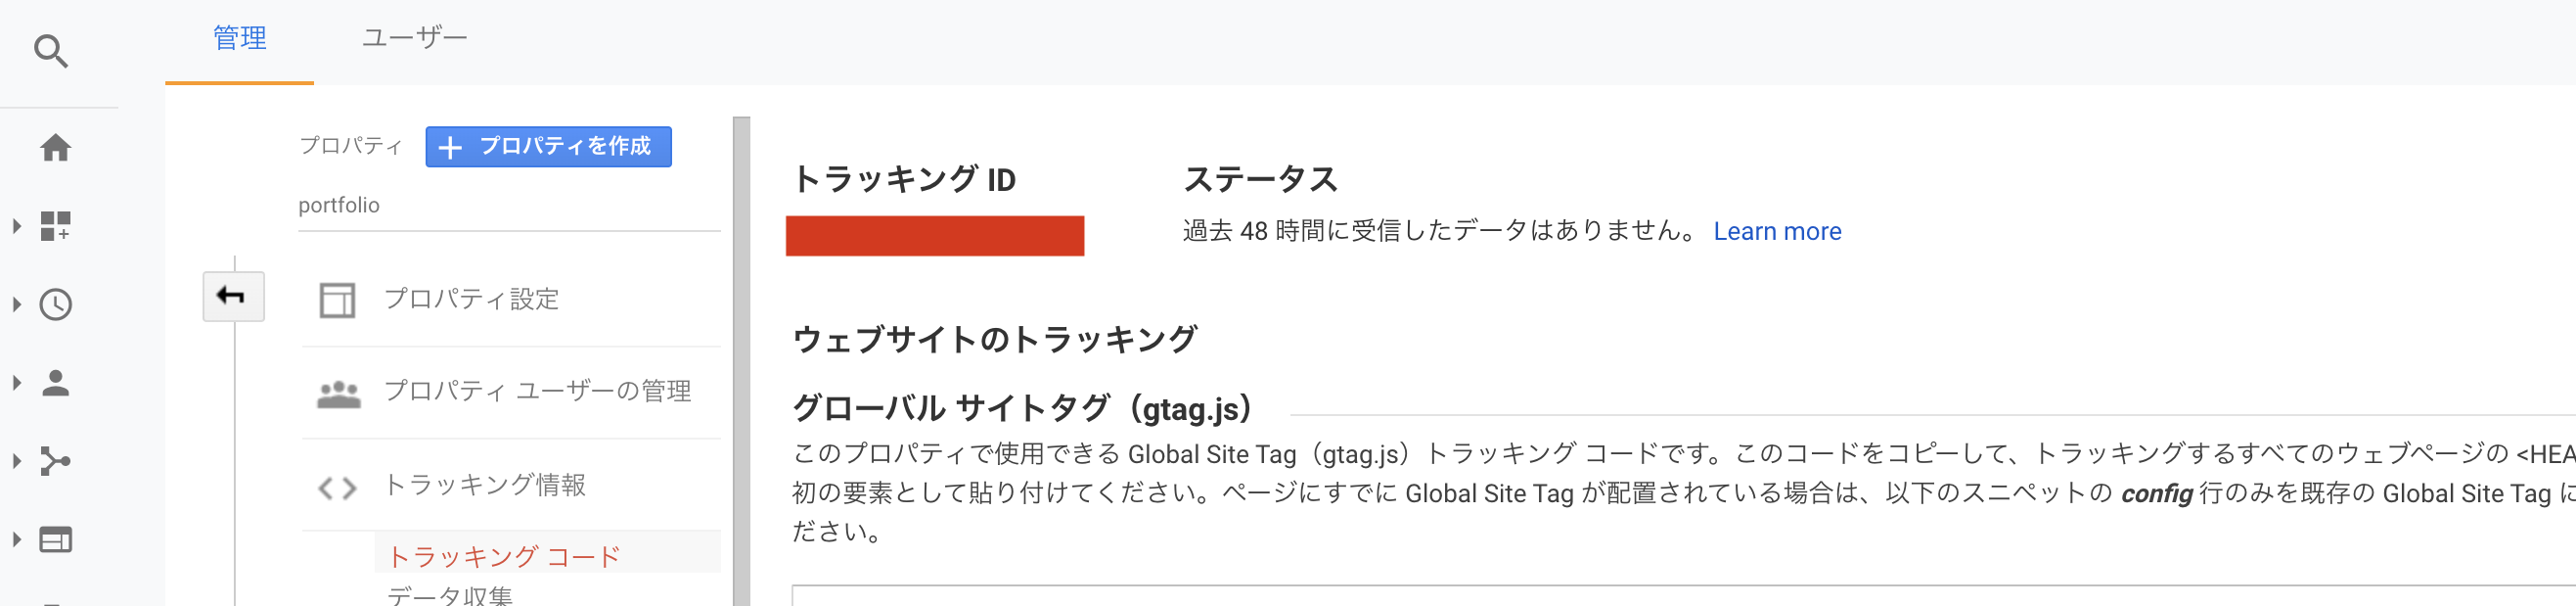 管理 ユーザー
プロパティ + プロパティを作成
portfolio
プロパティ設定
プロパティ ユーザーの管理
トラッキング情報
トラッキング コード
データ収集
トラッキング ID
ステータス
過去 48 時間に受信したデータはありません。 Learn more
ウェブサイトのトラッキング
グローバル サイトタグ（gtag.js）
このプロパティで使用できる Global Site Tag（gtag.js）トラッキング コードです。このコードをコピーして、トラッキングするすべてのウェブページの <HEA
初の要素として貼り付けてください。ページにすでに Global Site Tag が配置されている場合は、以下のスニペットの config 行のみを既存の Global Site Tag に
ださい。